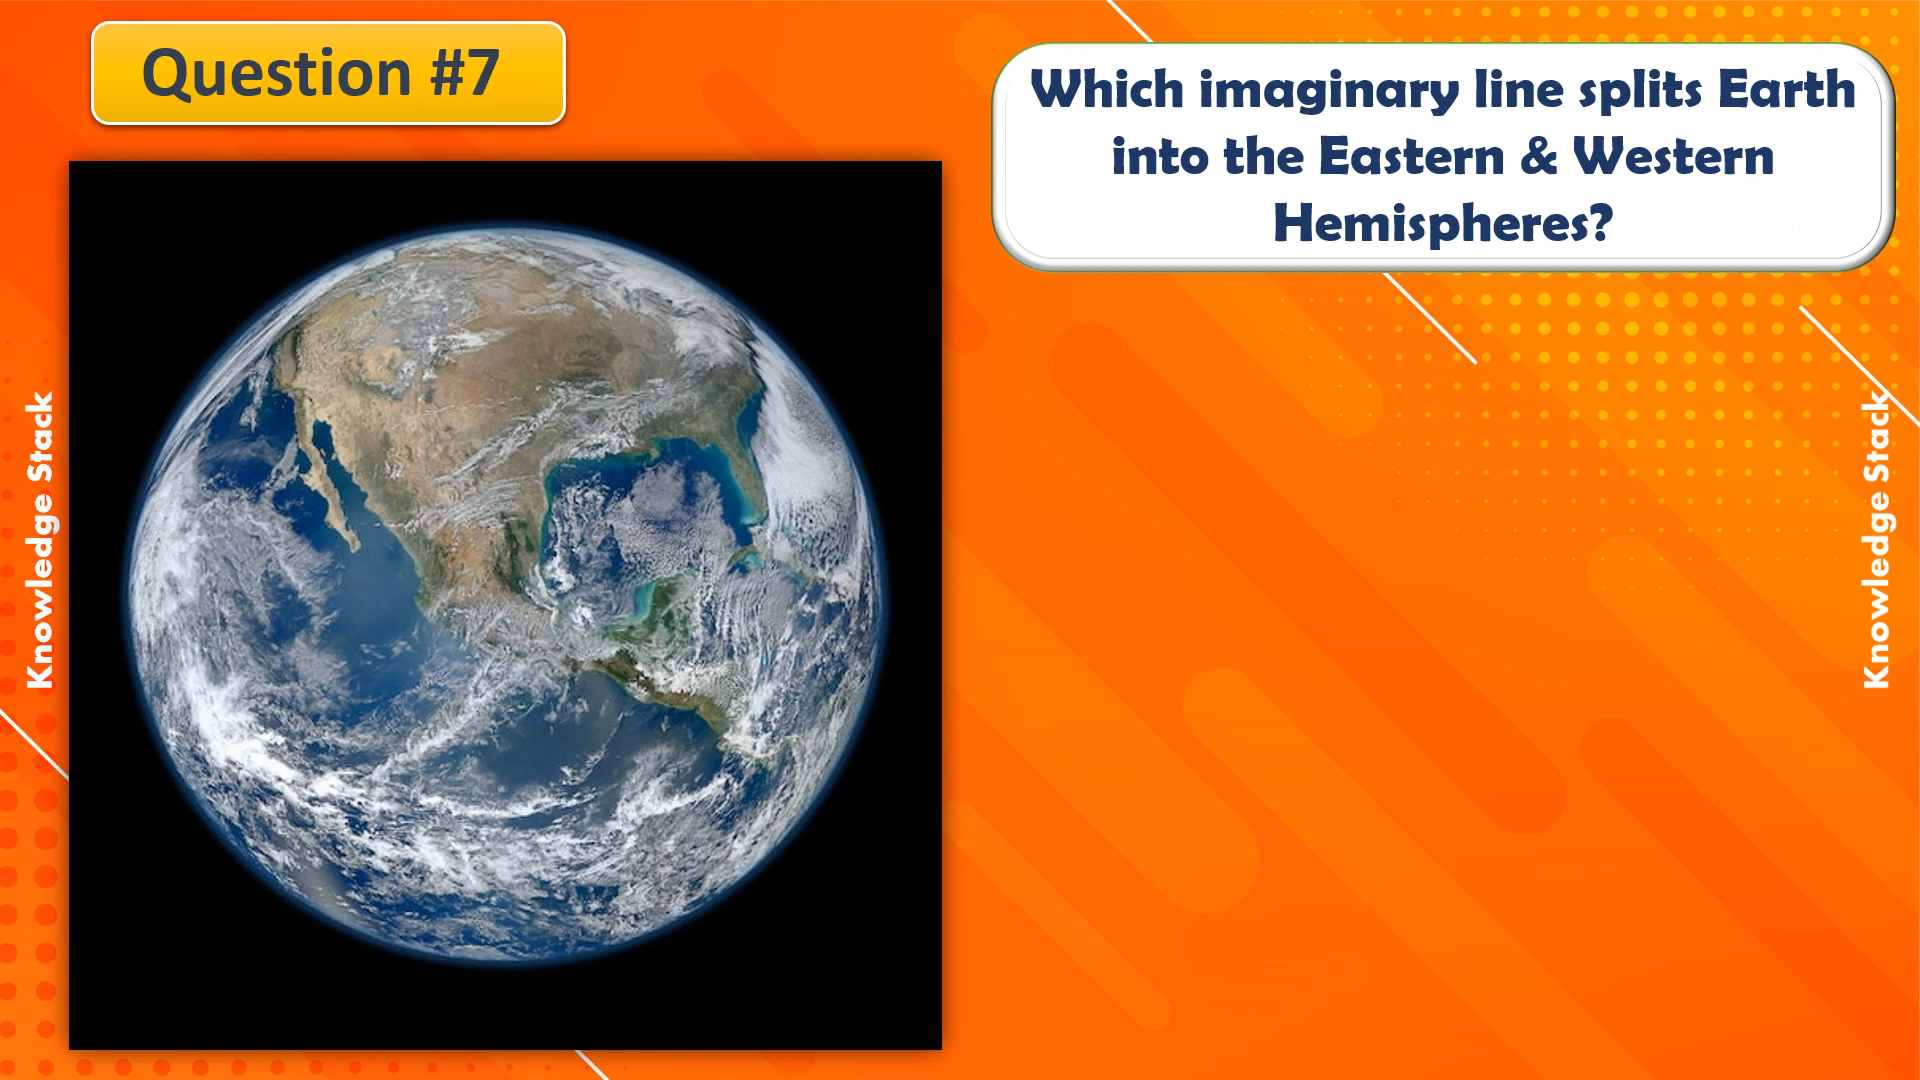 Question #7
Which imaginary line splits Earth
into the Eastern & Western
Hemispheres?
Knowledge Stack
Knowledge Stack